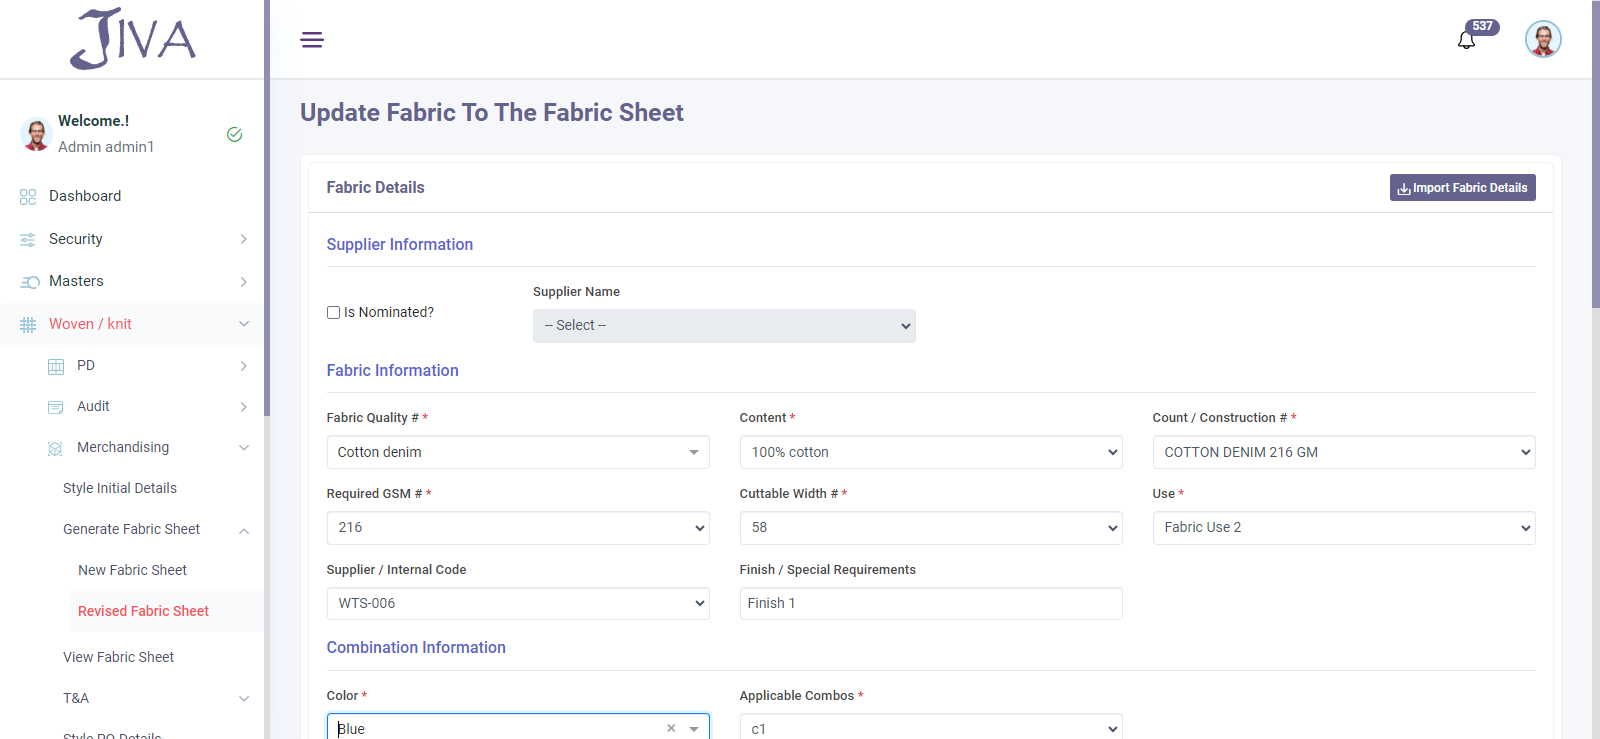 JIVA
537
Welcome.!
Admin admin1
Dashboard
Security
Masters
Woven / knit
PD
Audit
Merchandising
Style Initial Details
Generate Fabric Sheet
New Fabric Sheet
Revised Fabric Sheet
View Fabric Sheet
T&A
Style PO Details
Update Fabric To The Fabric Sheet
Fabric Details
Import Fabric Details
Supplier Information
Is Nominated?
Supplier Name
-- Select --
Fabric Information
Fabric Quality # *
Content *
Count / Construction # *
Cotton denim
100% cotton
COTTON DENIM 216 GM
Required GSM # *
Cuttable Width # *
Use *
216
58
Fabric Use 2
Supplier / Internal Code
Finish / Special Requirements
WTS-006
Finish 1
Combination Information
Color *
Applicable Combos *
Blue
c1